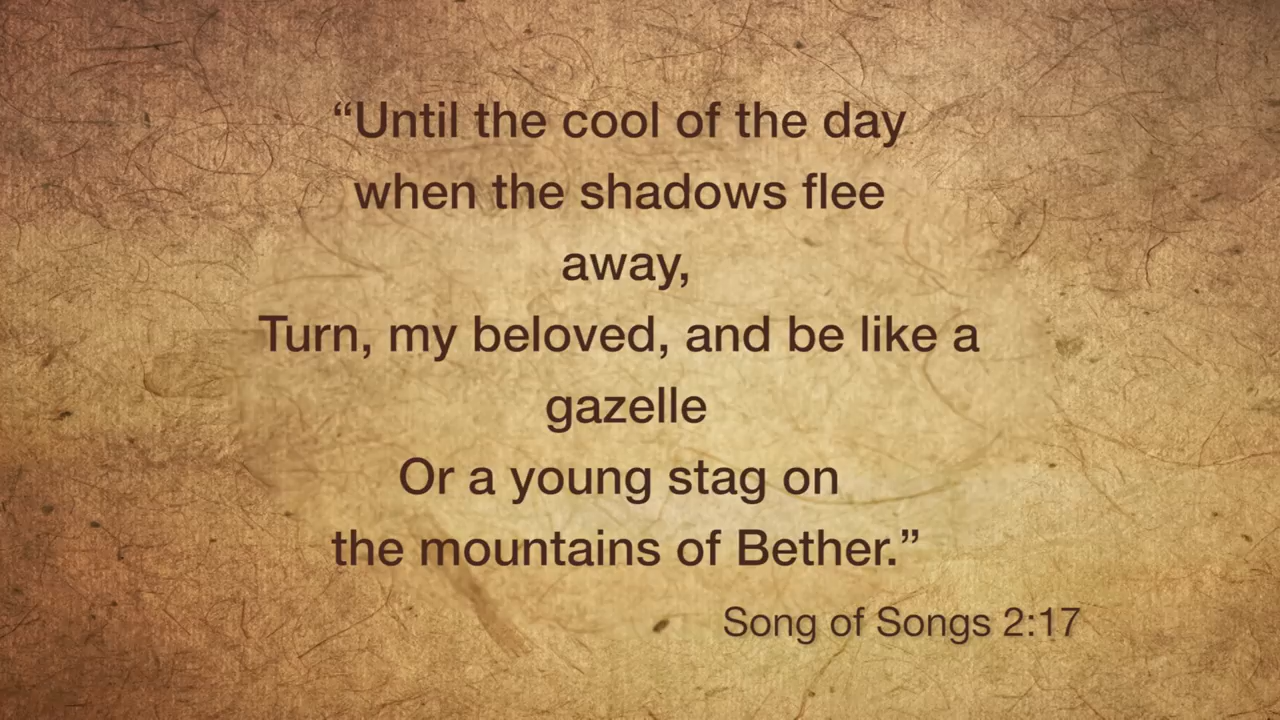 “Until the cool of the day
when the shadows flee
away,
Turn, my beloved, and be like a
gazelle
Or a young stag on
the mountains of Bether.”
Song of Songs 2:17